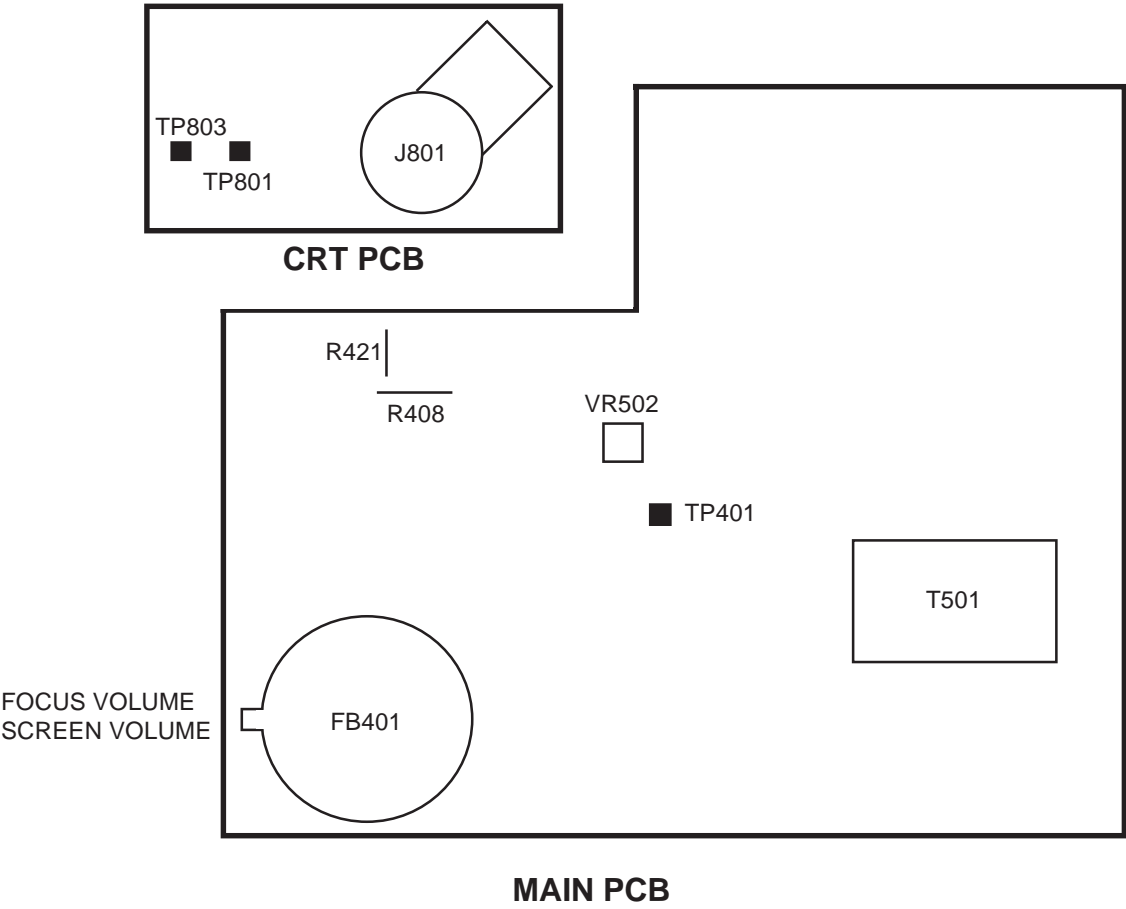 TP803
TP801
J801
CRT PCB
R421
R408
VR502
TP401
T501
FOCUS VOLUME
SCREEN VOLUME
FB401
MAIN PCB